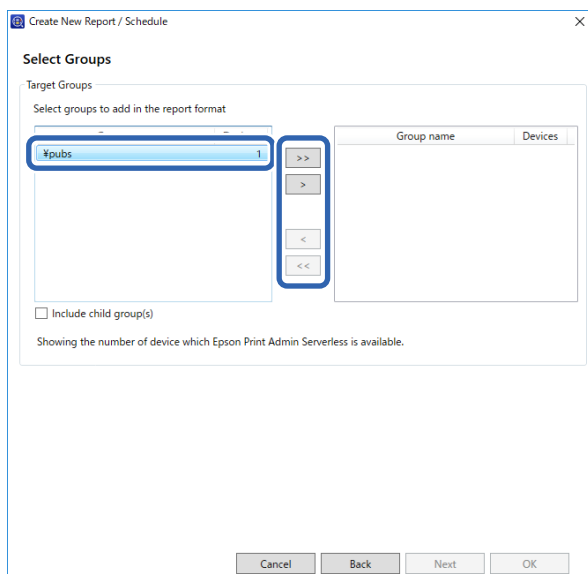 Create New Report / Schedule
Select Groups
Target Groups
Select groups to add in the report format
Group name Devices
¥pubs 1
>>
>
<
<<
Include child group(s)
Showing the number of device which Epson Print Admin Serverless is available.
Cancel Back Next OK